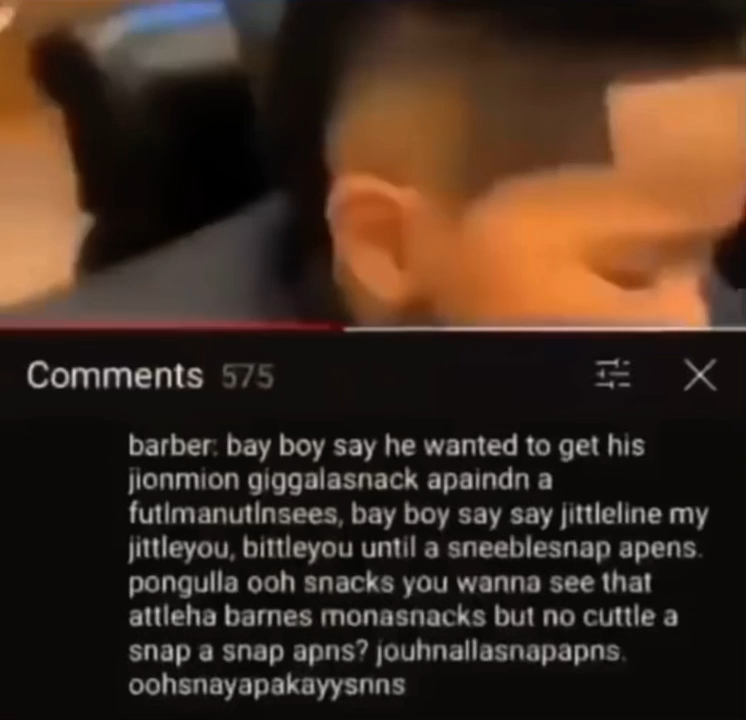 Comments 575
barber: bay boy say he wanted to get his
jionmion giggalasnack apaindn a
futlmanutlnsees, bay boy say say jittleline my
jittleyou, bittleyou until a sneeblesnap apens.
pongulla ooh snacks you wanna see that
attleha barnes monasnacks but no cuttle a
snap a snap apns? jouhnallasnapapns.
oohsnayapakayysnns